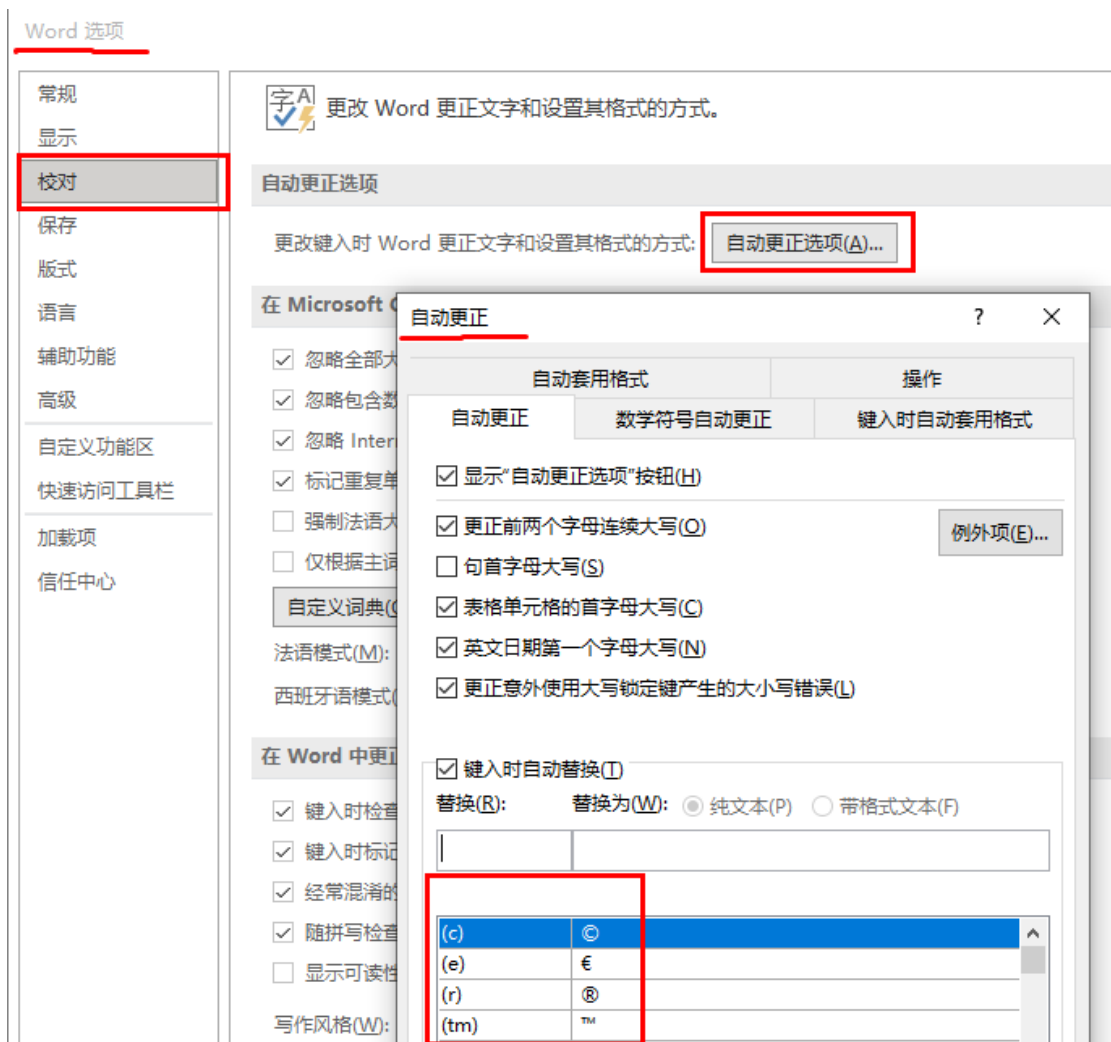 Word 选项
常规
显示
校对
保存
版式
语言
辅助功能
高级
自定义功能区
快速访问工具栏
加载项
信任中心
字A
更改 Word 更正文字和设置其格式的方式。
自动更正选项
更改键入时 Word 更正文字和设置其格式的方式:
自动更正选项(A)...
在 Microsoft
忽略全部大
忽略包含数
忽略 Inter
标记重复单
强制法语大
仅根据主词
自定义词典(
法语模式(M):
西班牙语模式(
在 Word 中更正
键入时检查
键入时标记
经常混淆的
随拼写检查
显示可读性
写作风格(W):
自动更正
?
自动套用格式
操作
自动更正
数学符号自动更正
键入时自动套用格式
显示“自动更正选项”按钮(H)
更正前两个字母连续大写(O)
例外项(E)...
句首字母大写(S)
表格单元格的首字母大写(C)
英文日期第一个字母大写(N)
更正意外使用大写锁定键产生的大小写错误(L)
键入时自动替换(T)
替换(R): 替换为(W): 纯文本(P) 带格式文本(F)
(c) ©
(e) €
(r) ®
(tm) ™